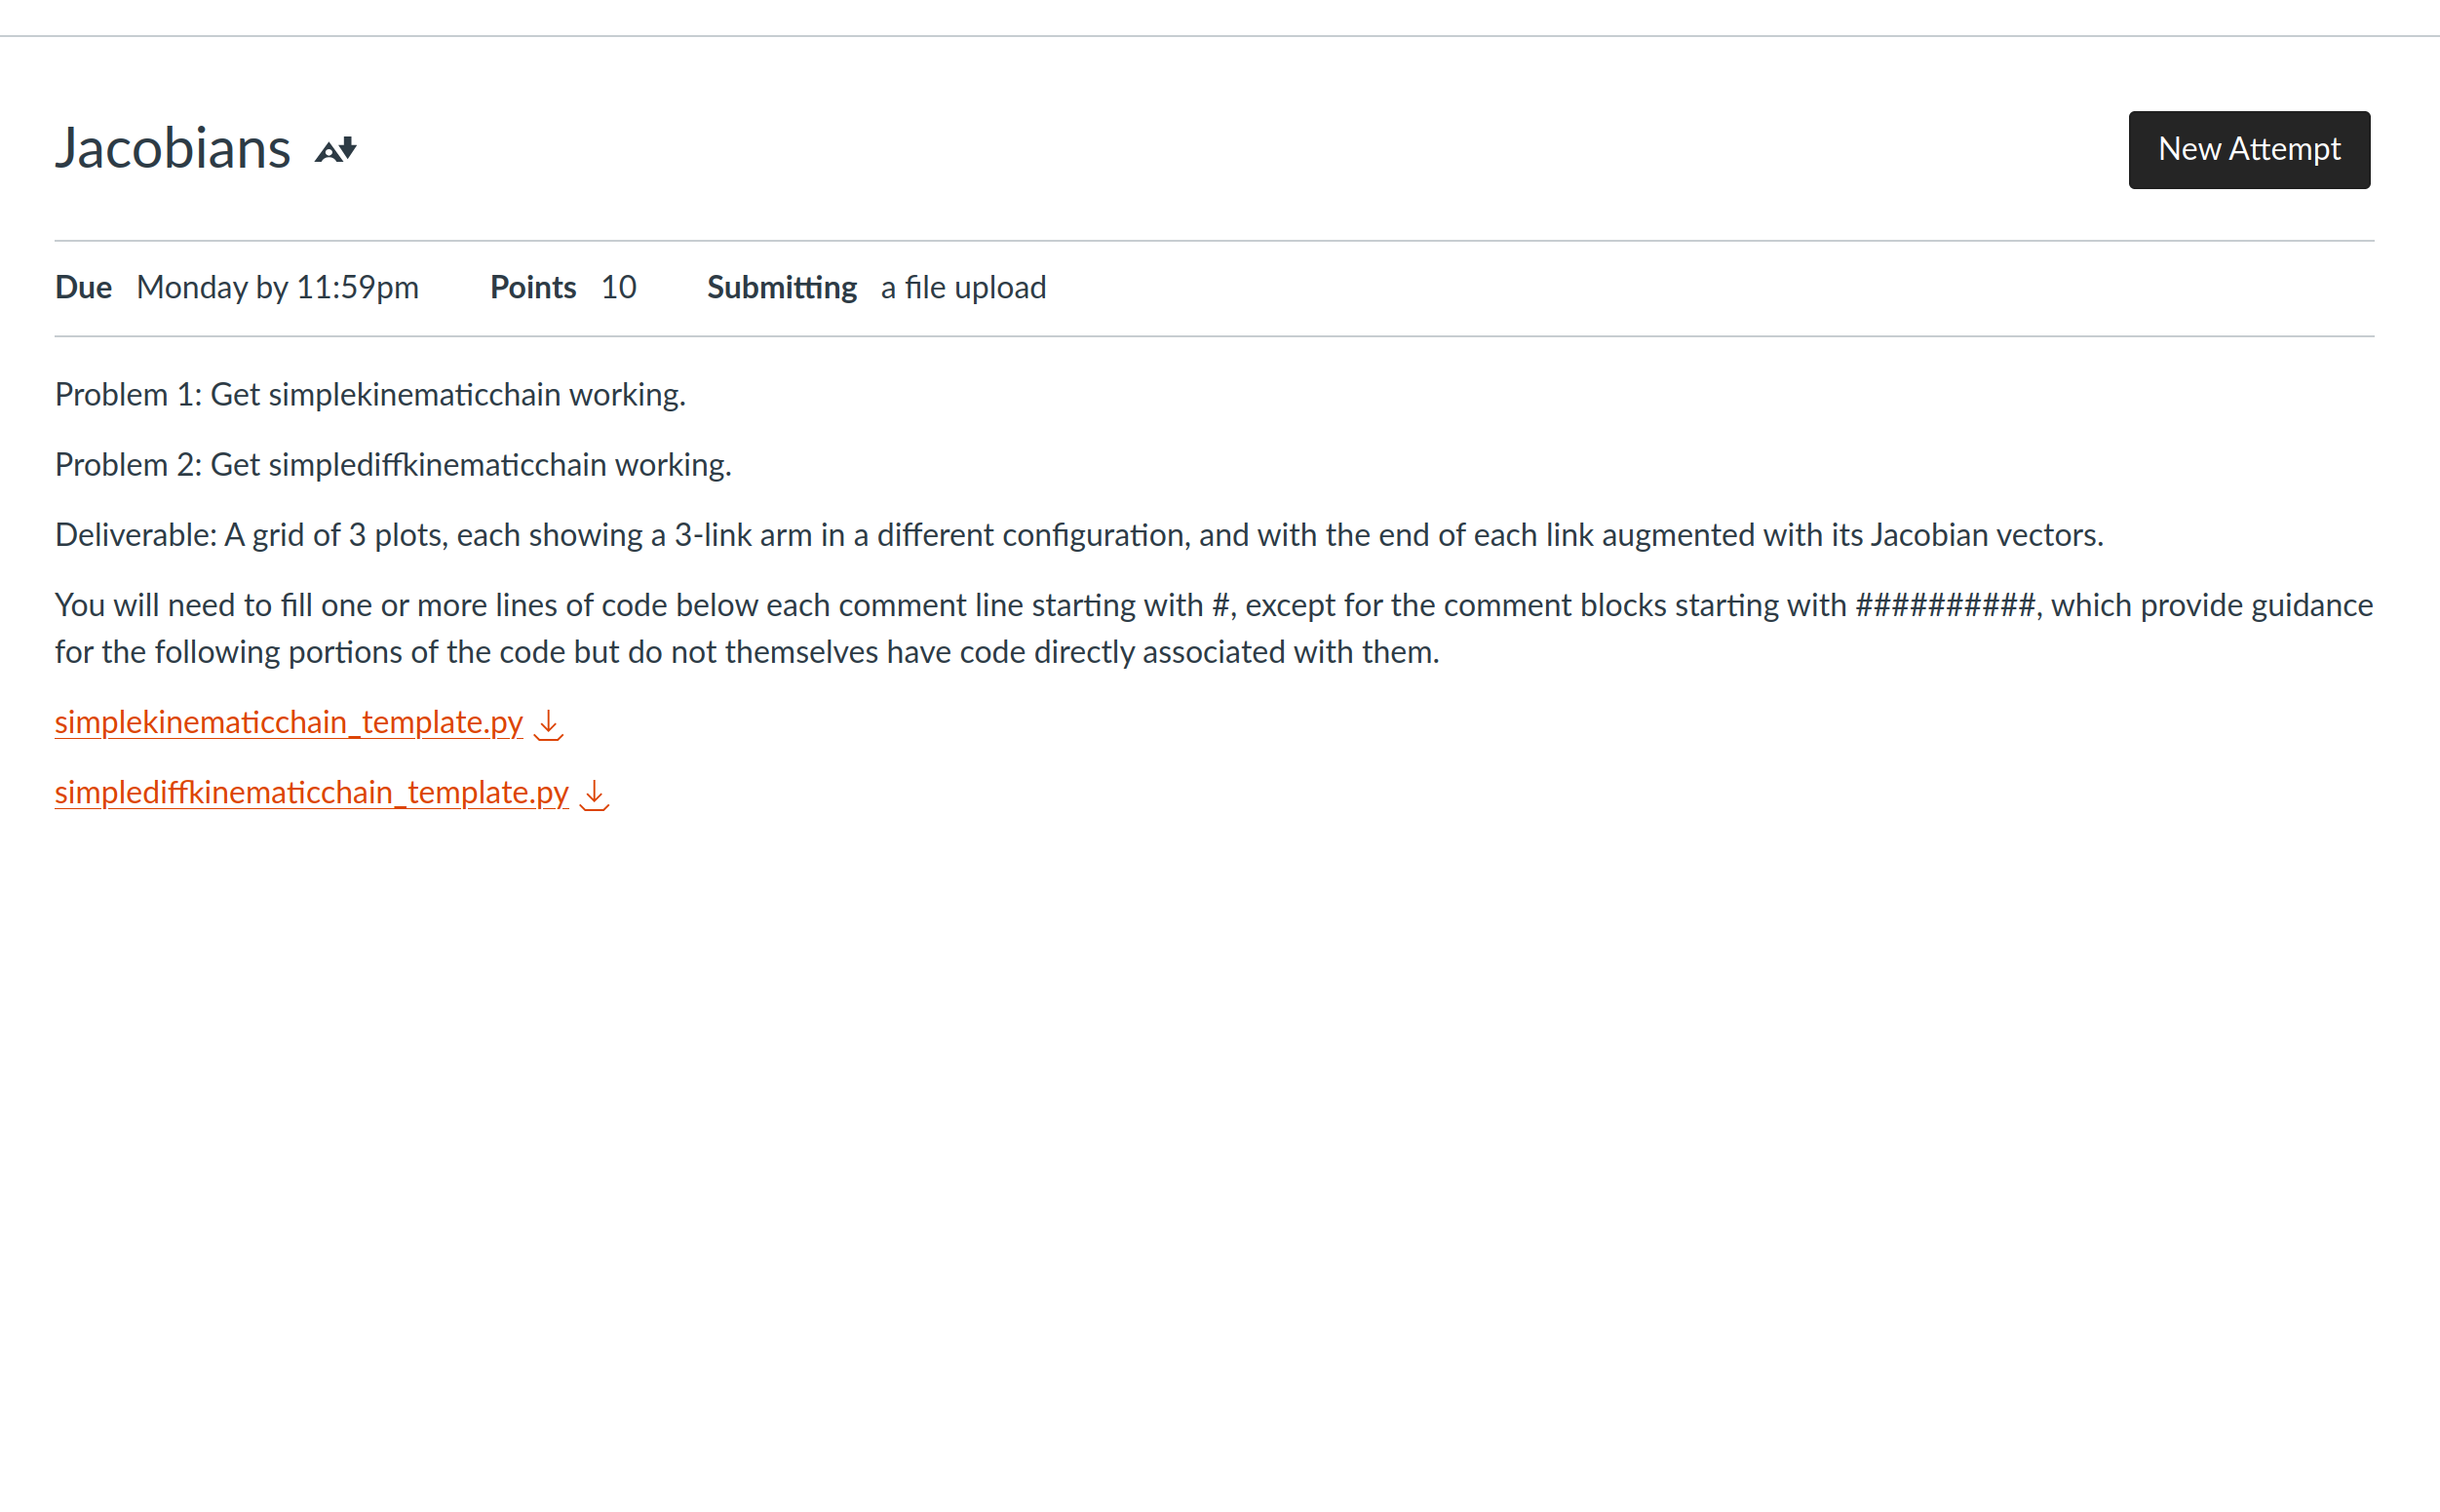 Jacobians
New Attempt
Due Monday by 11:59pm Points 10 Submitting a file upload
Problem 1: Get simplekinematicchain working.
Problem 2: Get simplediffkinematicchain working.
Deliverable: A grid of 3 plots, each showing a 3-link arm in a different configuration, and with the end of each link augmented with its Jacobian vectors.
You will need to fill one or more lines of code below each comment line starting with #, except for the comment blocks starting with ##########, which provide guidance
for the following portions of the code but do not themselves have code directly associated with them.
simplekinematicchain_template.py
simplediffkinematicchain_template.py